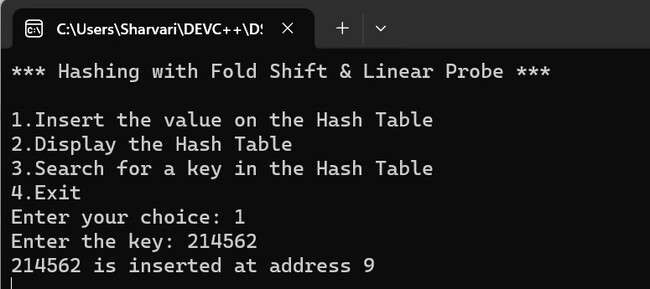 C:\Users\Sharvari\DEVC++\DS
*** Hashing with Fold Shift & Linear Probe ***
1.Insert the value on the Hash Table
2.Display the Hash Table
3.Search for a key in the Hash Table
4.Exit
Enter your choice: 1
Enter the key: 214562
214562 is inserted at address 9